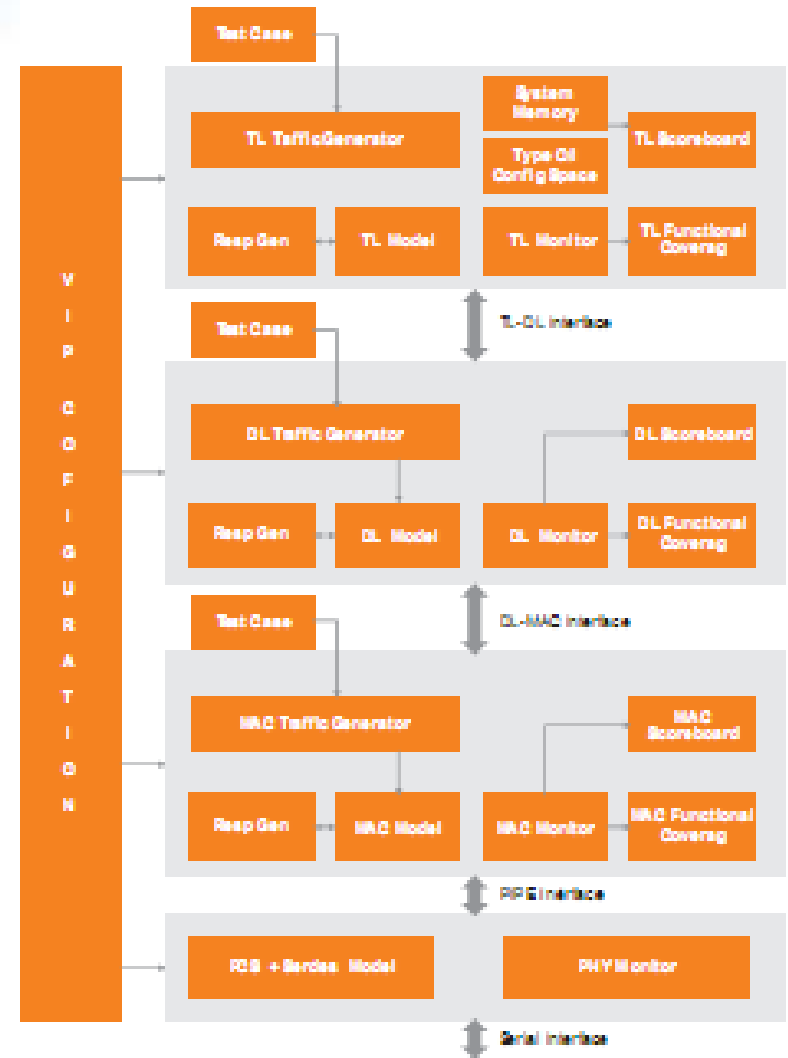 Test Case
System
Memory
TL TafficGenerator
TL Scoreboard
Type 0/I
Config Space
Resp Gen
TL Model
TL Monitor
TL Functional
Coverag
VIP COFIGURATION
TL-DL Interface
Test Case
DL Traffic Generator
DL Scoreboard
Resp Gen
DL Model
DL Monitor
DL Functional
Coverag
DL-MAC Interface
Test Case
MAC Traffic Generator
MAC
Scoreboard
Resp Gen
MAC Model
MAC Monitor
MAC Functional
Coverag
PIPE Interface
PCS + Serdes Model
PHY Monitor
Serial Interface